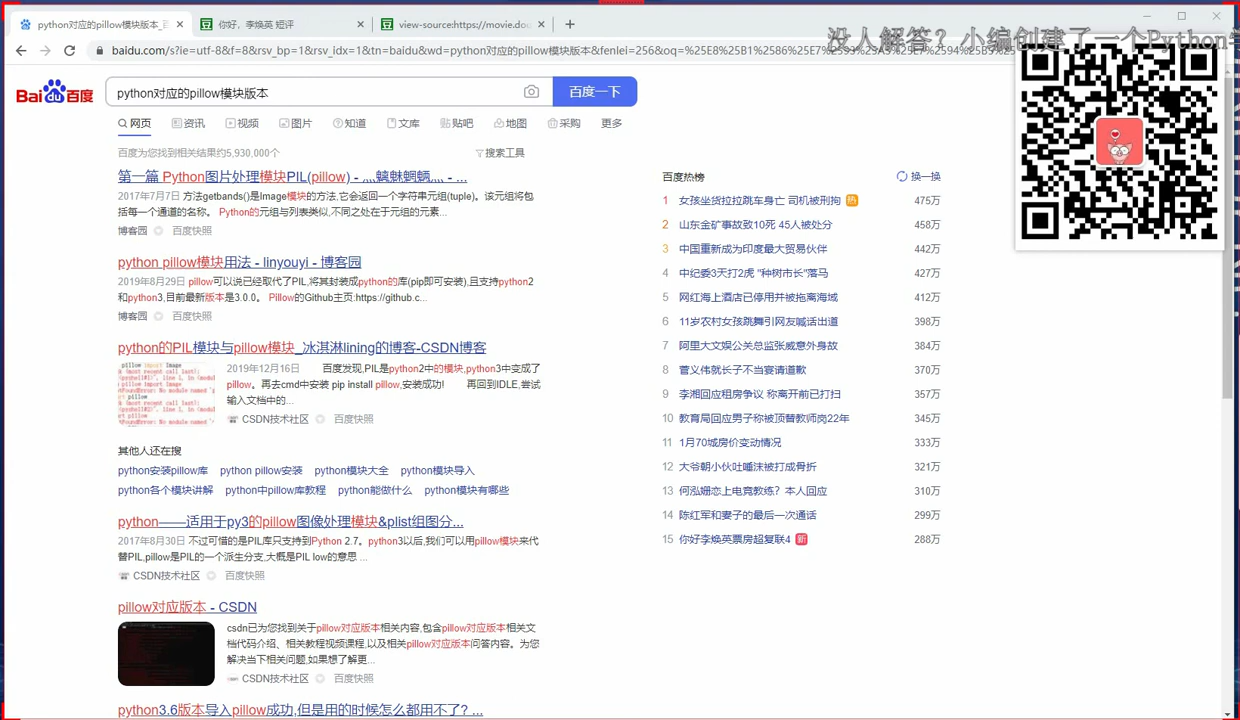 python对应的pillow模块版本_百
你好，李焕英 短评
view-source:https://movie.dou
没人解答？小编创建了一个Python学
baidu.com/s?ie=utf-8&f=8&rsv_bp=1&rsv_idx=1&tn=baidu&wd=python对应的pillow模块版本&fenlei=256&oq=%25E8%25B1%2586%25E7%2593%25A3%25E7%2594%25B5%25
Bai du 百度
python对应的pillow模块版本
百度一下
网页 资讯 视频 图片 知道 文库 贴吧 地图 采购 更多
百度为您找到相关结果约5,930,000个
搜索工具
第一篇 Python图片处理模块PIL(pillow) -
2017年7月7日 方法getbands()是Image模块的方法,它会返回一个字符串元组(tuple)。该元组将包
括每一个通道的名称。 Python的元组与列表类似,不同之处在于元组的元素...
博客园 百度快照
python pillow模块用法 - linyouyi - 博客园
2019年8月29日 pillow可以说已经取代了PIL,将其封装成python的库(pip即可安装),且支持python2
和python3,目前最新版本是3.0.0。 Pillow的Github主页:https://github.c...
博客园 百度快照
python的PIL模块与pillow模块_冰淇淋lining的博客-CSDN博客
2019年12月16日 百度发现,PIL是python2中的模块,python3中变成了
pillow。再去cmd中安装 pip install pillow,安装成功! 再回到IDLE,尝试
输入文档中的...
CSDN技术社区 百度快照
其他人还在搜
python安装pillow库 python pillow安装 python模块大全 python模块导入
python各个模块讲解 python中pillow库教程 python能做什么 python模块有哪些
python——适用于py3的pillow图像处理模块&plist组图分...
2017年8月30日 不过可惜的是PIL库只支持到Python 2.7。python3以后,我们可以用pillow模块来代
替PIL,pillow是PIL的一个派生分支,大概是PIL low的意思 ...
CSDN技术社区 百度快照
pillow对应版本 - CSDN
csdn已为您找到关于pillow对应版本相关内容,包含pillow对应版本相关文
档代码介绍、相关教程视频课程,以及相关pillow对应版本问答内容。为您
解决当下相关问题,如果想了解更...
CSDN技术社区 百度快照
python3.6版本导入pillow成功,但是用的时候怎么都用不了? ...
百度热榜 换一换
1 女孩坐货拉拉跳车身亡 司机被刑拘 热 475万
2 山东金矿事故致10死 45人被处分 458万
3 中国重新成为印度最大贸易伙伴 442万
4 中纪委3天打2虎 "种树市长"落马 427万
5 网红海上酒店已停用并被拖离海域 412万
6 11岁农村女孩跳舞引网友喊话出道 398万
7 阿里大文娱公关总监张威意外身故 384万
8 菅义伟就长子不当宴请道歉 370万
9 李湘回应租房争议 称离开前已打扫 357万
10 教育局回应男子称被顶替教师岗22年 345万
11 1月70城房价变动情况 333万
12 大爷朝小伙吐唾沫被打成骨折 321万
13 何泓姗恋上电竞教练？本人回应 310万
14 陈红军和妻子的最后一次通话 299万
15 你好李焕英票房超复联4 新 288万